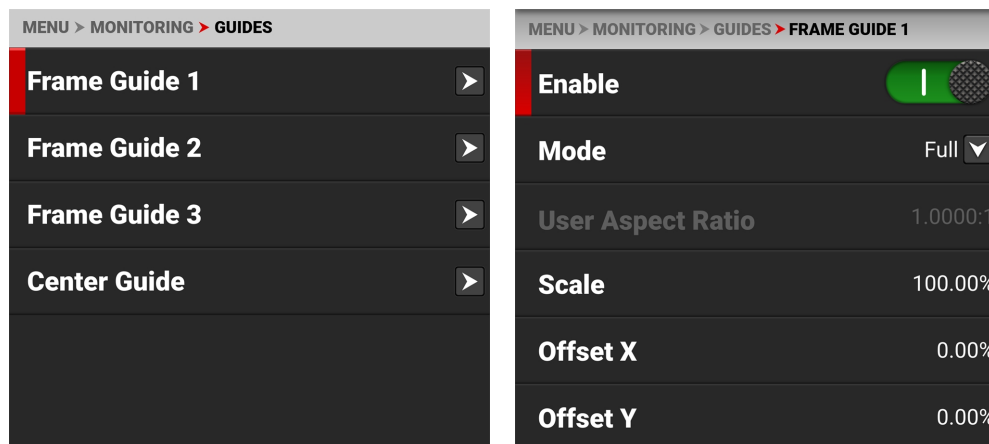 MENU > MONITORING > GUIDES
Frame Guide 1
Frame Guide 2
Frame Guide 3
Center Guide
MENU > MONITORING > GUIDES > FRAME GUIDE 1
Enable
Mode Full
User Aspect Ratio 1.0000:1
Scale 100.00%
Offset X 0.00%
Offset Y 0.00%